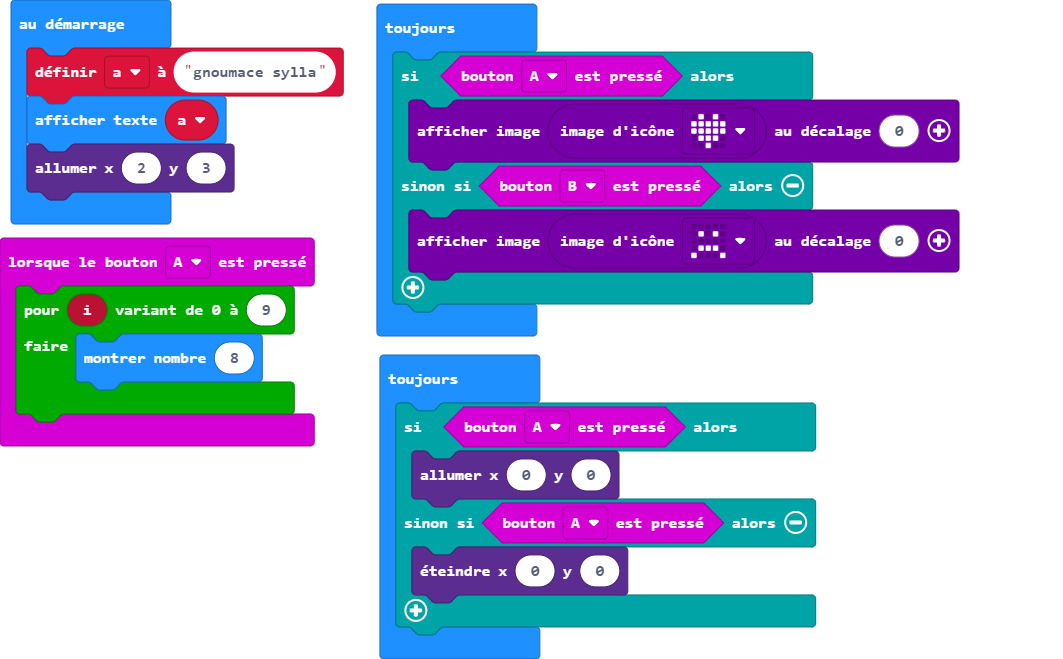 au démarrage
définir a à "gnoumace sylla"
afficher texte a
allumer x 2 y 3
lorsque le bouton A est pressé
pour i variant de 0 à 9
faire
montrer nombre 8
toujours
si bouton A est pressé alors
afficher image image d'icône au décalage 0
sinon si bouton B est pressé alors
afficher image image d'icône au décalage 0
toujours
si bouton A est pressé alors
allumer x 0 y 0
sinon si bouton A est pressé alors
éteindre x 0 y 0